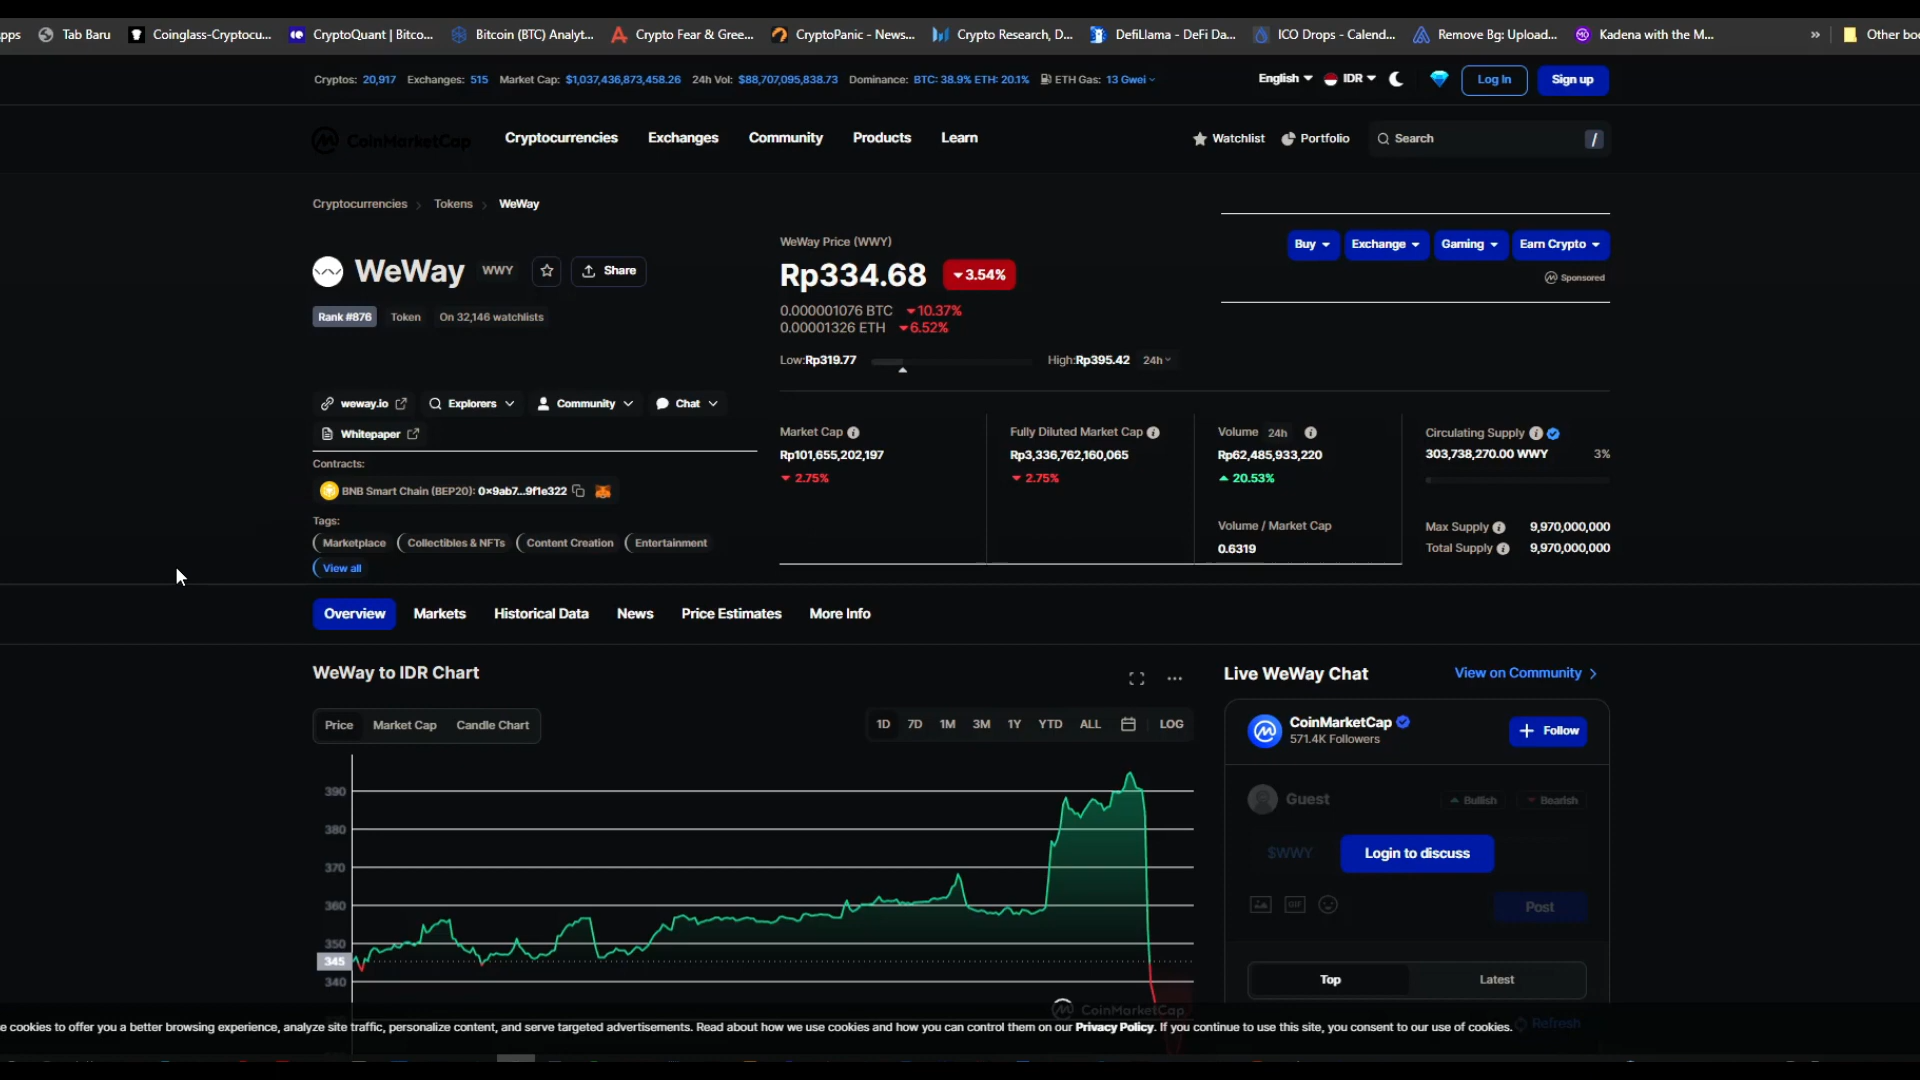 pps Tab Baru Coinglass-Cryptocu... CryptoQuant | Bitco... Bitcoin (BTC) Analyt... Crypto Fear & Gree... CryptoPanic - News... Crypto Research, D... DefiLlama - DeFi Da... ICO Drops - Calend... Remove Bg: Upload... Kadena with the M... » Other boo
Cryptos: 20,917 Exchanges: 515 Market Cap: $1,037,436,873,458.26 24h Vol: $88,707,095,838.73 Dominance: BTC: 38.9% ETH: 20.1% ETH Gas: 13 Gwei English IDR Log In Sign up
CoinMarketCap Cryptocurrencies Exchanges Community Products Learn Watchlist Portfolio Search /
Cryptocurrencies Tokens WeWay
WeWay WWY Share
Rank #876 Token On 32,146 watchlists
WeWay Price (WWY)
Rp334.68 3.54%
0.000001076 BTC 10.37%
0.00001326 ETH 6.52%
Low:Rp319.77 High:Rp395.42 24h
Buy Exchange Gaming Earn Crypto
Sponsored
weway.io Explorers Community Chat
Whitepaper
Contracts:
BNB Smart Chain (BEP20): 0x9ab7...9f1e322
Tags:
Marketplace Collectibles & NFTs Content Creation Entertainment
View all
Market Cap
Rp101,655,202,197
2.75%
Fully Diluted Market Cap
Rp3,336,762,160,065
2.75%
Volume 24h
Rp62,485,933,220
20.53%
Volume / Market Cap
0.6319
Circulating Supply
303,738,270.00 WWY 3%
Max Supply 9,970,000,000
Total Supply 9,970,000,000
Overview Markets Historical Data News Price Estimates More Info
WeWay to IDR Chart
Price Market Cap Candle Chart 1D 7D 1M 3M 1Y YTD ALL LOG
390
380
370
360
350
345
340
CoinMarketCap
Live WeWay Chat View on Community
CoinMarketCap
571.4K Followers
Follow
Guest Bullish Bearish
$WWY Login to discuss
GIF Post
Top Latest
Refresh
e cookies to offer you a better browsing experience, analyze site traffic, personalize content, and serve targeted advertisements. Read about how we use cookies and how you can control them on our Privacy Policy. If you continue to use this site, you consent to our use of cookies.